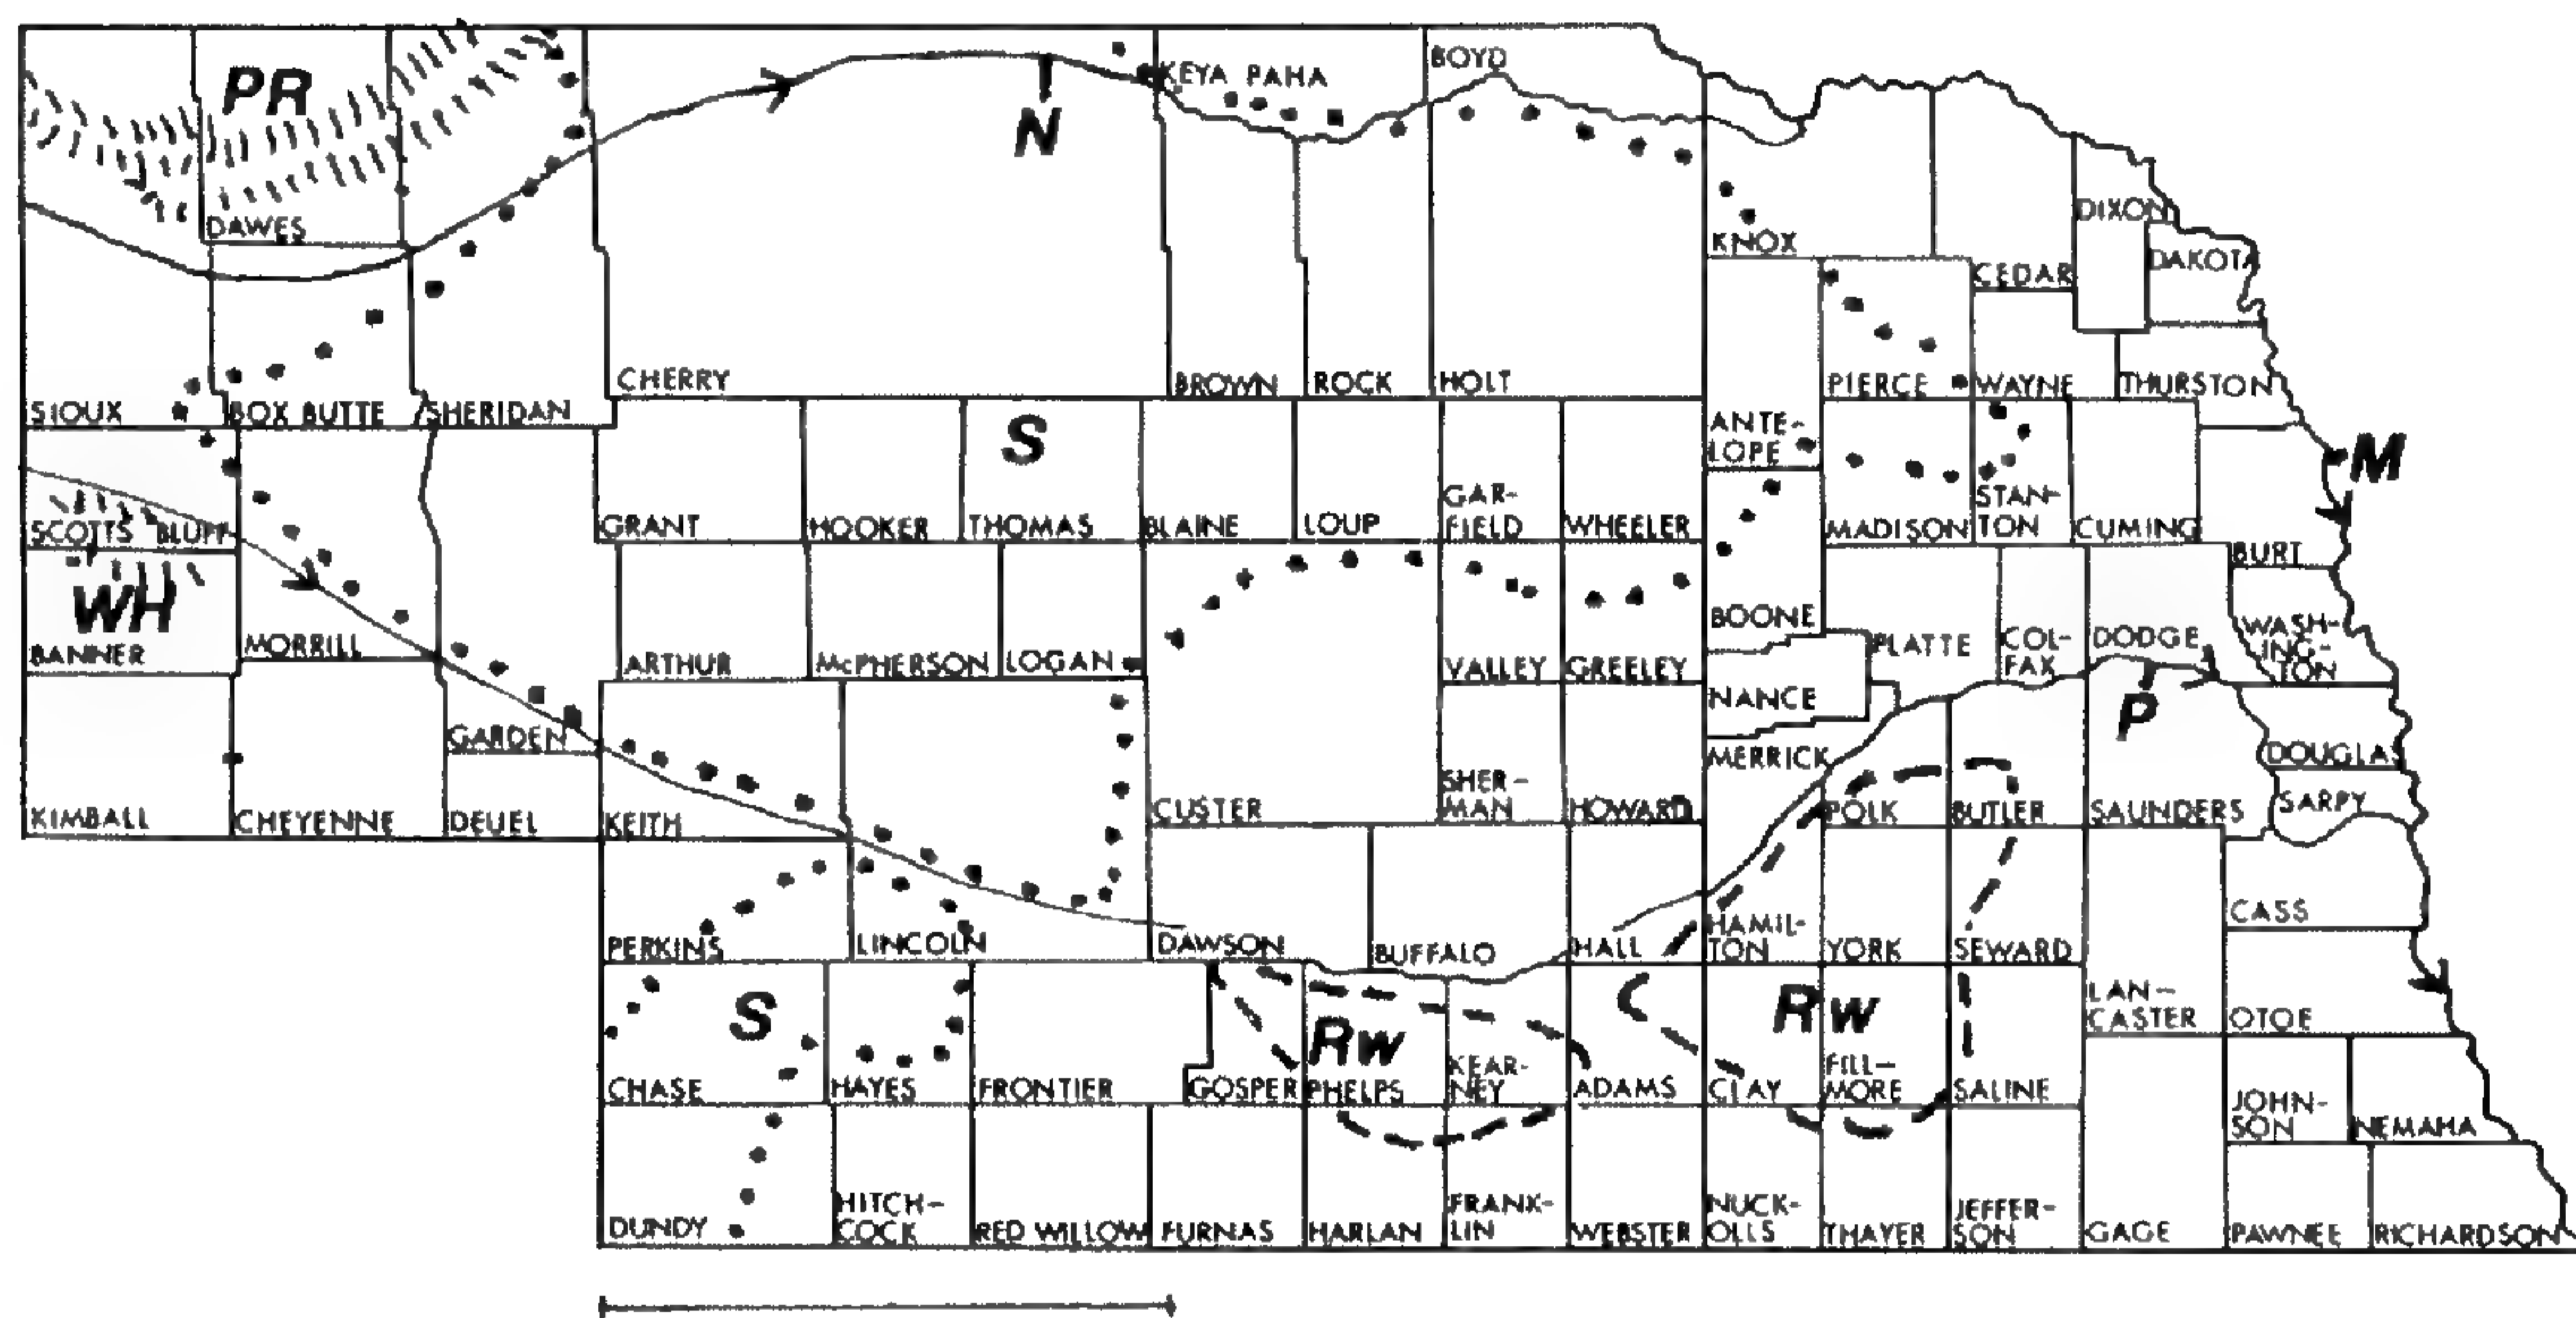 PR
KEYA PAHA
BOYD
N
DAWES
KNOX
DIXON
DAKOTA
CEDAR
SIOUX
BOX BUTTE
SHERIDAN
CHERRY
BROWN
ROCK
HOLT
PIERCE
WAYNE
THURSTON
ANTE-
LOPE
S
M
SCOTTS BLUFF
GRANT
HOOKER
THOMAS
BLAINE
LOUP
GAR-
FIELD
WHEELER
MADISON
STAN-
TON
CUMING
BURT
WH
BANNER
MORRILL
ARTHUR
McPHERSON
LOGAN
VALLEY
GREELEY
BOONE
PLATTE
COL-
FAX
DODGE
WASH-
ING-
TON
NANCE
P
GARDEN
MERRICK
DOUGLAS
KIMBALL
CHEYENNE
DEUEL
KEITH
CUSTER
SHER-
MAN
HOWARD
POLK
BUTLER
SAUNDERS
SARPY
PERKINS
LINCOLN
DAWSON
BUFFALO
HALL
HAMIL-
TON
YORK
SEWARD
CASS
S
Rw
Rw
LAN-
CASTER
OTOE
CHASE
HAYES
FRONTIER
GOSPER
PHELPS
KEAR-
NEY
ADAMS
CLAY
FILL-
MORE
SALINE
JOHN-
SON
NEMAHA
DUNDY
HITCH-
COCK
RED WILLOW
FURNAS
HARLAN
FRANK-
LIN
WEBSTER
NUCK-
OLLS
THAYER
JEFFER-
SON
GAGE
PAWNEE
RICHARDSON